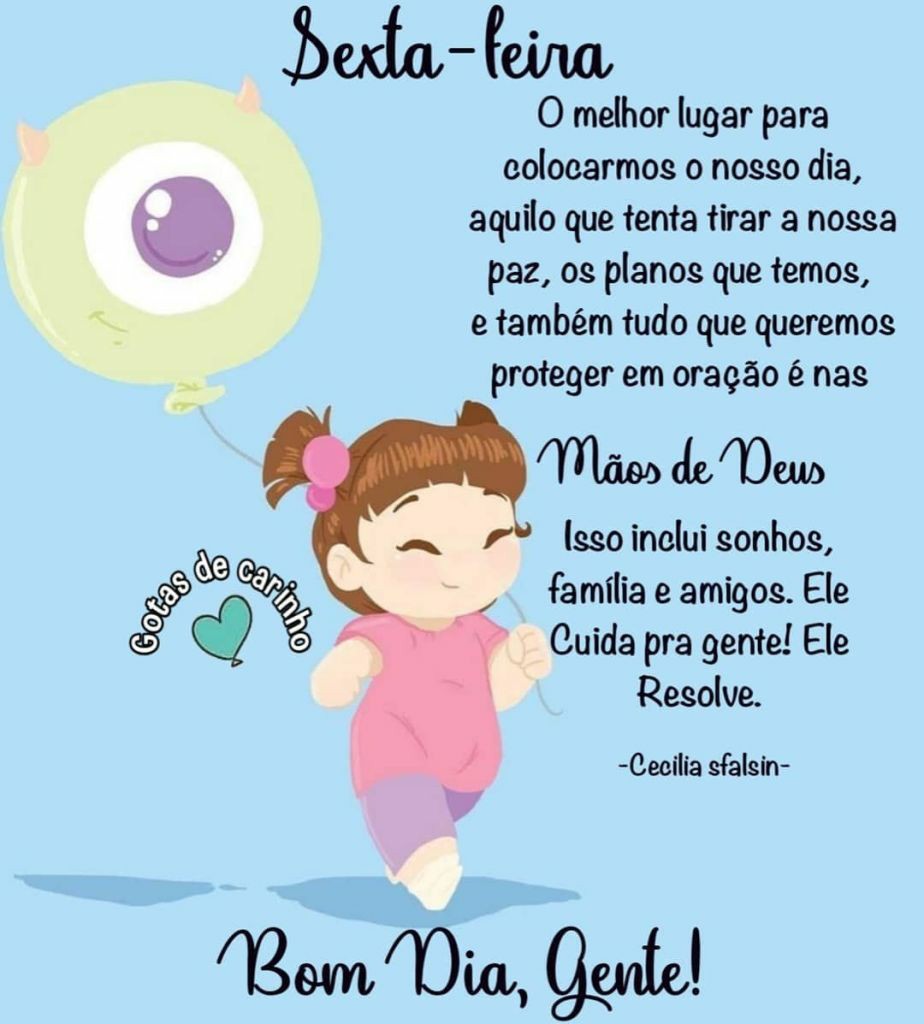 Sexta-feira
O melhor lugar para
colocarmos o nosso dia,
aquilo que tenta tirar a nossa
paz, os planos que temos,
e também tudo que queremos
proteger em oração é nas
Mãos de Deus
Isso inclui sonhos,
família e amigos. Ele
Cuida pra gente! Ele
Resolve.
-Cecilia sfalsin-
Gotas de carinho
Bom Dia, Gente!